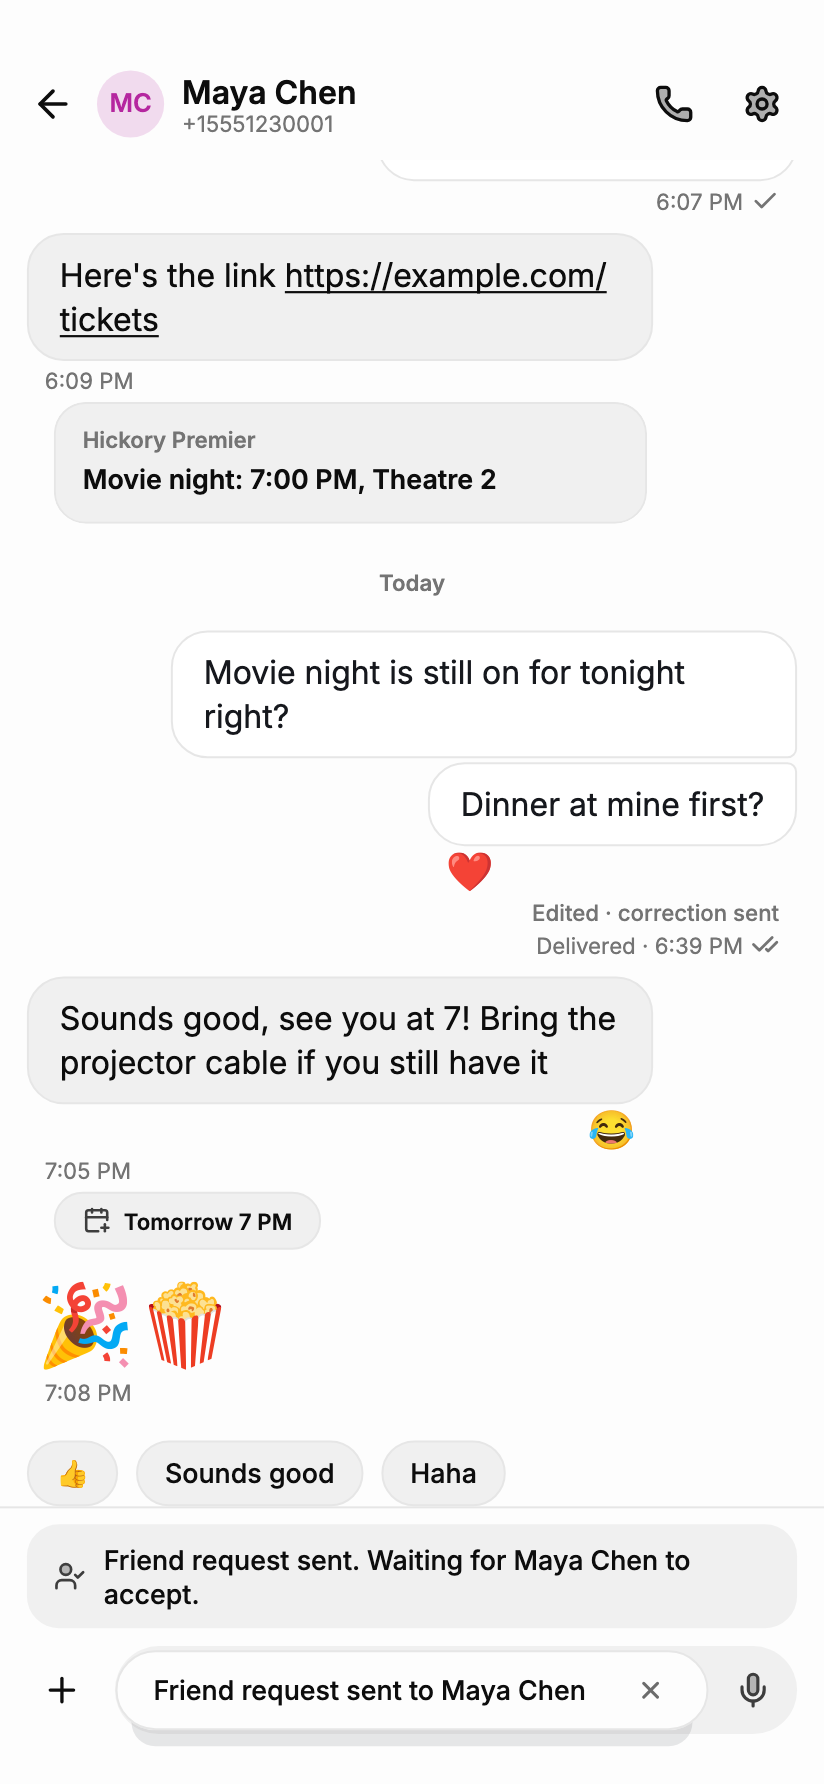 MC
Maya Chen
+15551230001
6:07 PM
Here's the link https://example.com/
tickets
6:09 PM
Hickory Premier
Movie night: 7:00 PM, Theatre 2
Today
Movie night is still on for tonight
right?
Dinner at mine first?
❤️
Edited · correction sent
Delivered · 6:39 PM
Sounds good, see you at 7! Bring the
projector cable if you still have it
😂
7:05 PM
Tomorrow 7 PM
🎉🍿
7:08 PM
👍 Sounds good Haha
Friend request sent. Waiting for Maya Chen to
accept.
Friend request sent to Maya Chen